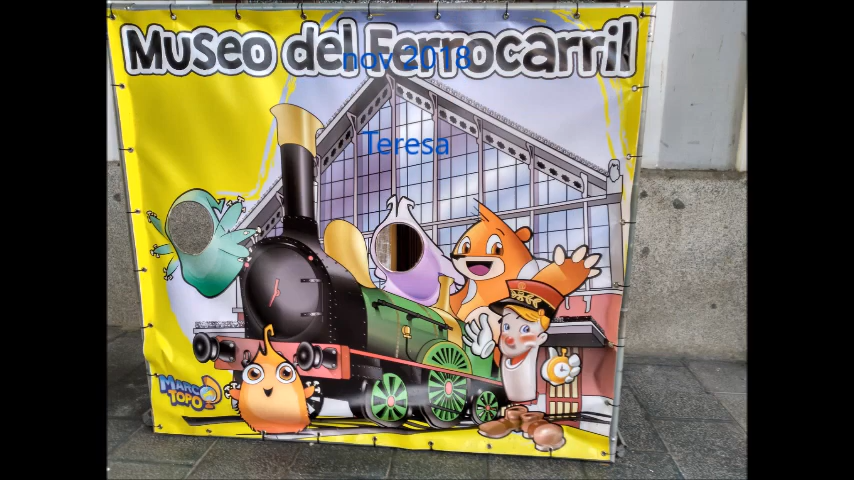 Museo del Ferrocarril
nov 2018
Teresa
MARCO
TOPO